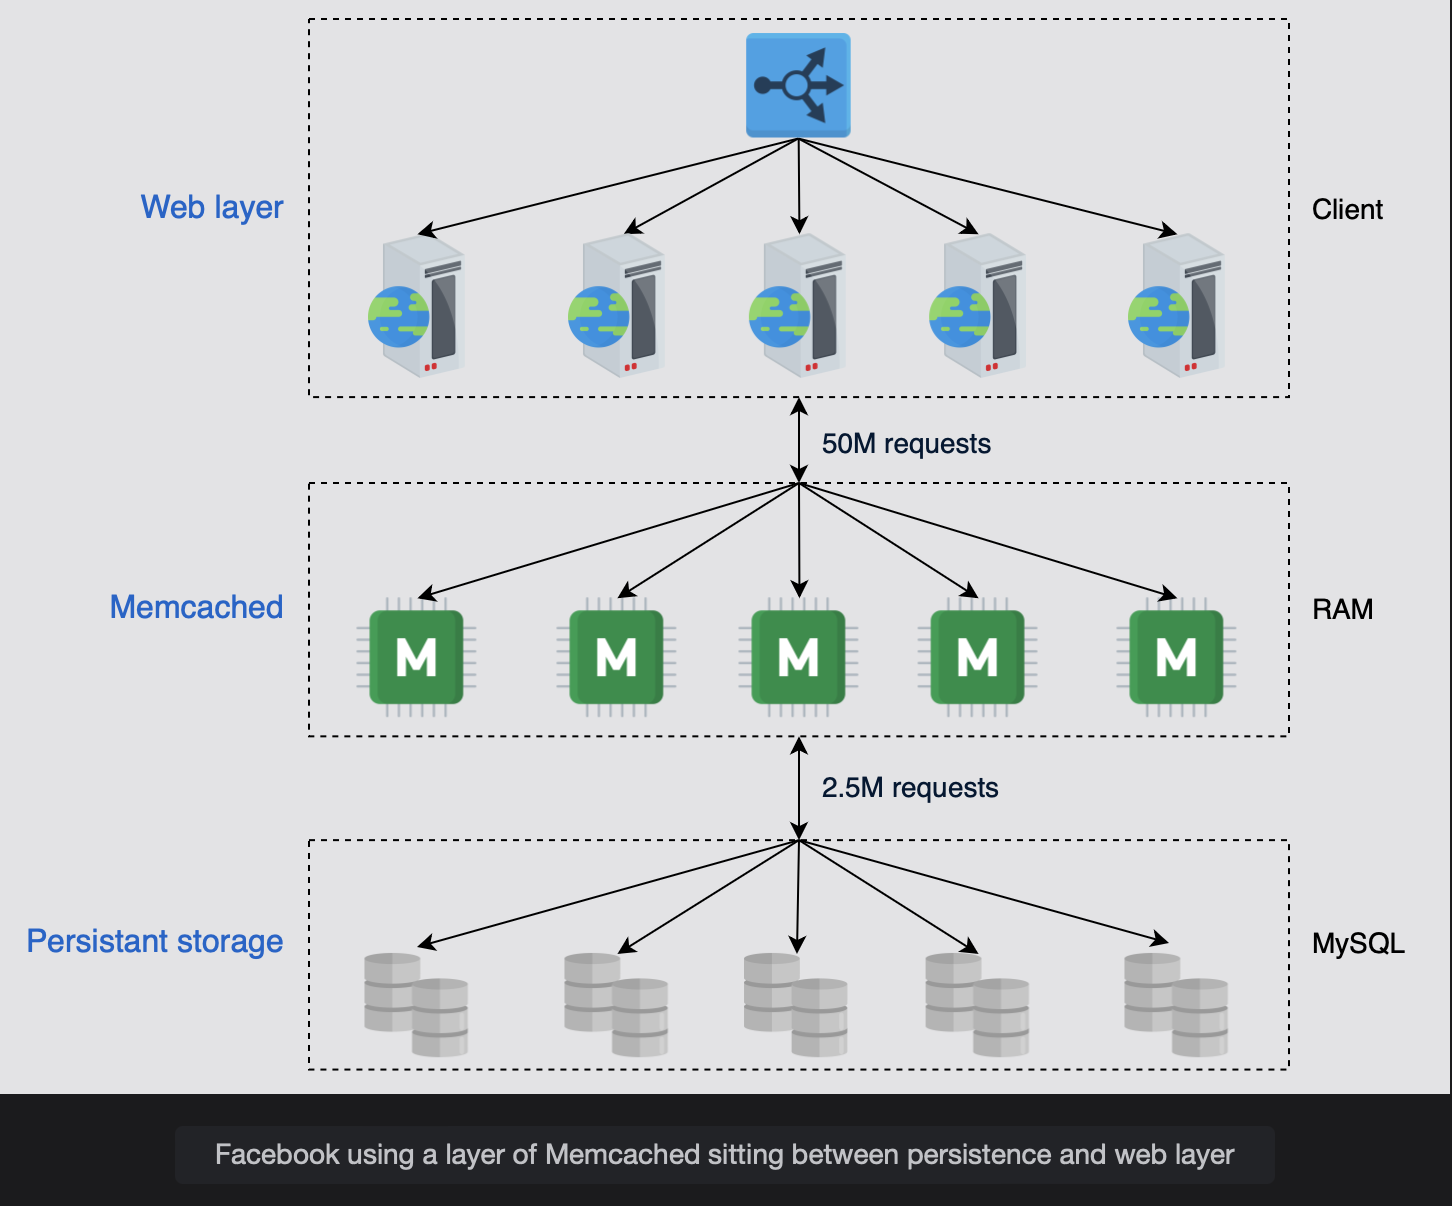 Web layer
Client
50M requests
Memcached
RAM
M M M M M
2.5M requests
Persistant storage
MySQL
Facebook using a layer of Memcached sitting between persistence and web layer